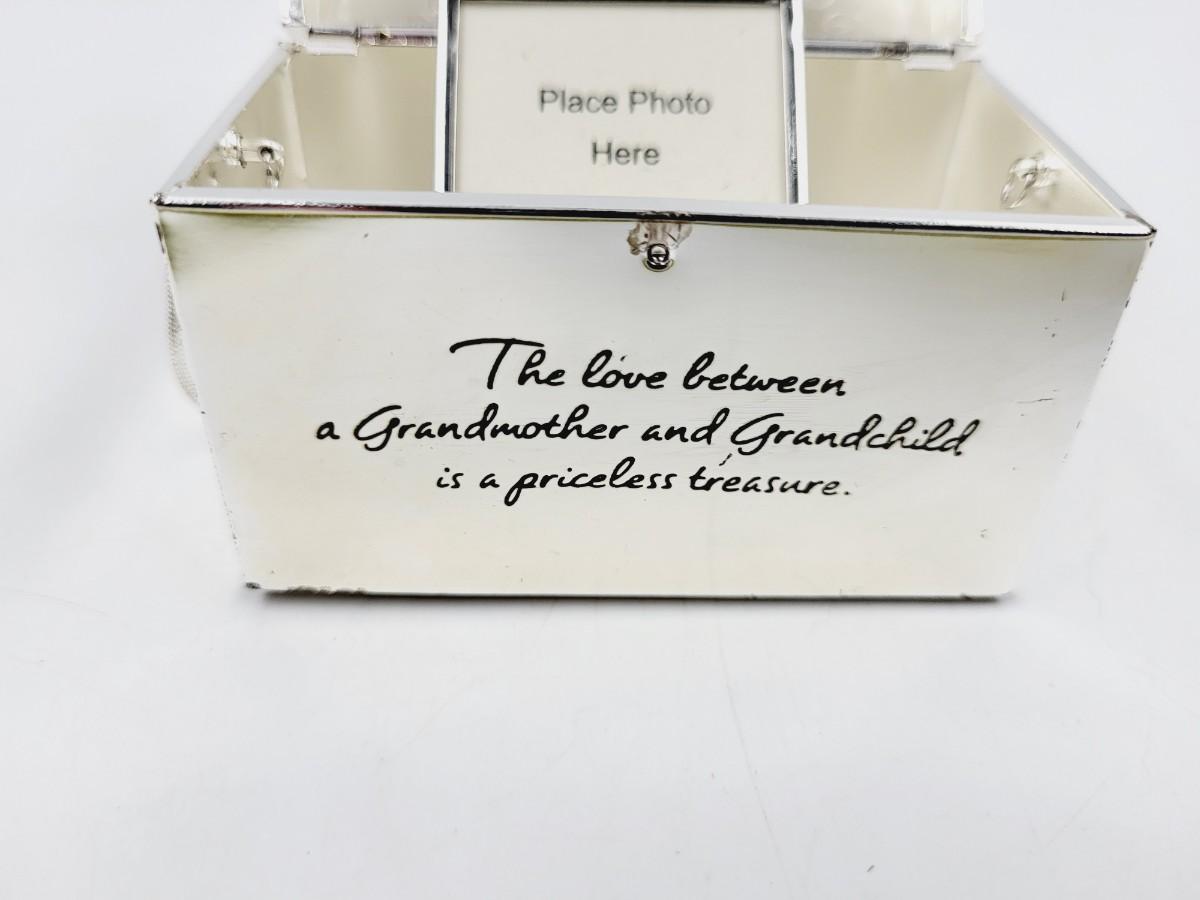 Place Photo
Here
The love between
a Grandmother and Grandchild
is a priceless treasure.